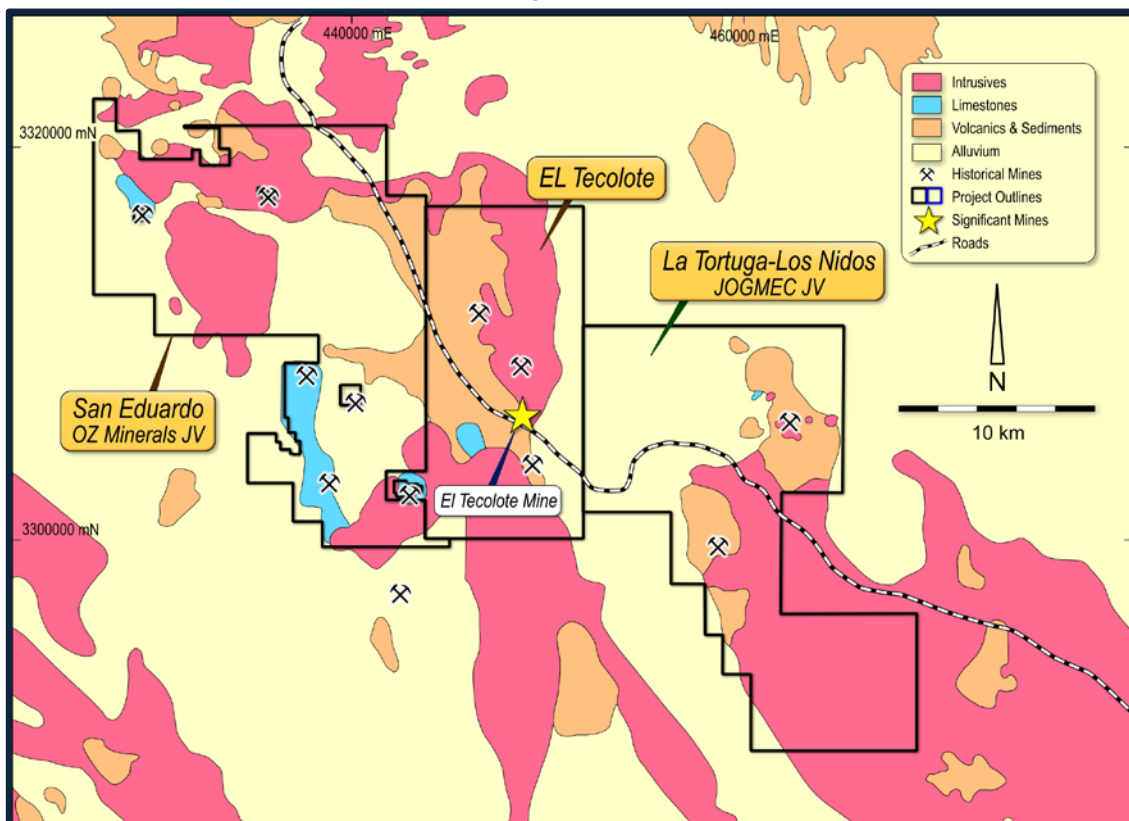 440000 mE
460000 mE
3320000 mN
3300000 mN
Intrusives
Limestones
Volcanics & Sediments
Alluvium
Historical Mines
Project Outlines
Significant Mines
Roads
EL Tecolote
La Tortuga-Los Nidos
JOGMEC JV
San Eduardo
OZ Minerals JV
El Tecolote Mine
N
10 km